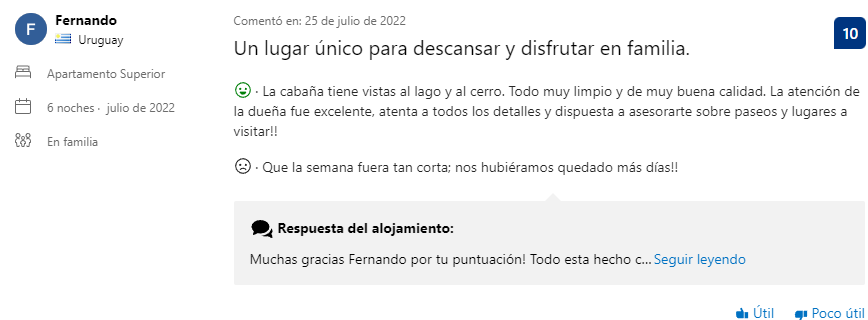 F
Fernando
Uruguay
Apartamento Superior
6 noches · julio de 2022
En familia
Comentó en: 25 de julio de 2022
10
Un lugar único para descansar y disfrutar en familia.
· La cabaña tiene vistas al lago y al cerro. Todo muy limpio y de muy buena calidad. La atención de
la dueña fue excelente, atenta a todos los detalles y dispuesta a asesorarte sobre paseos y lugares a
visitar!!
· Que la semana fuera tan corta; nos hubiéramos quedado más días!!
Respuesta del alojamiento:
Muchas gracias Fernando por tu puntuación! Todo esta hecho c... Seguir leyendo
Útil Poco útil